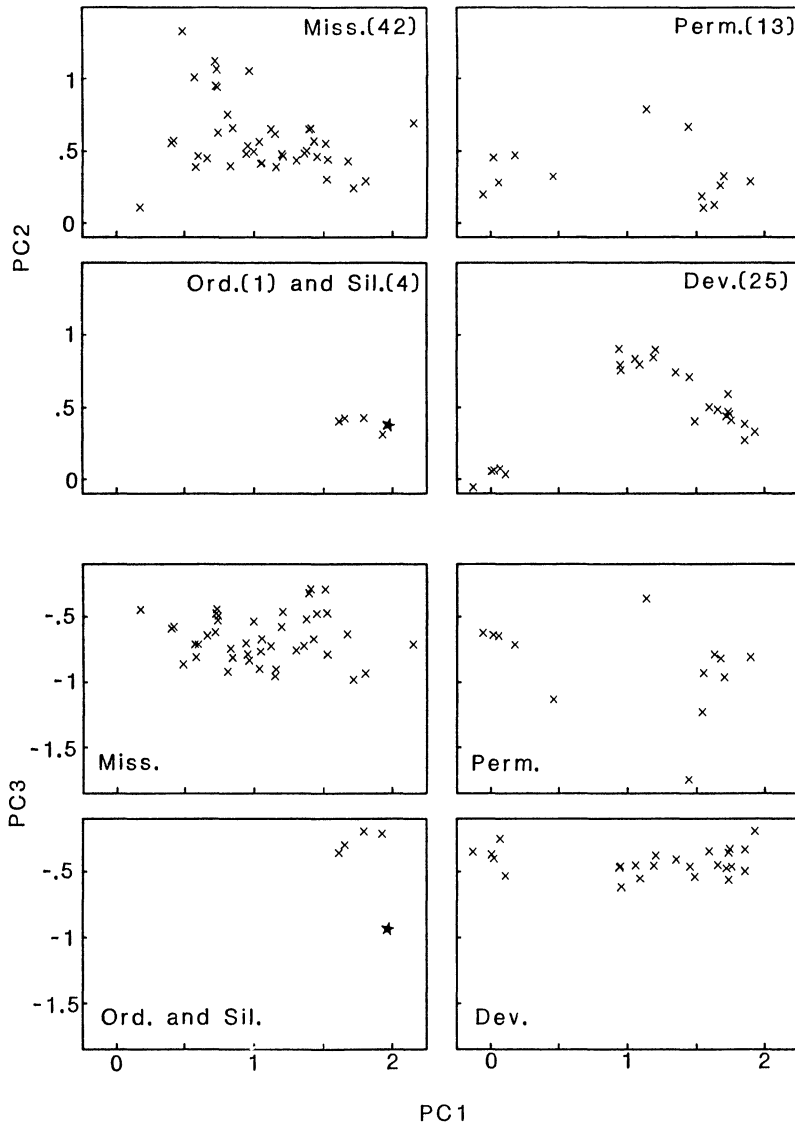 Miss.(42)
Perm.(13)
1
.5
0
PC2
Ord.(1) and Sil.(4)
Dev.(25)
1
.5
0
-.5
-1
-1.5
Miss.
Perm.
PC3
-.5
-1
-1.5
Ord. and Sil.
Dev.
0 1 2 0 1 2
PC1